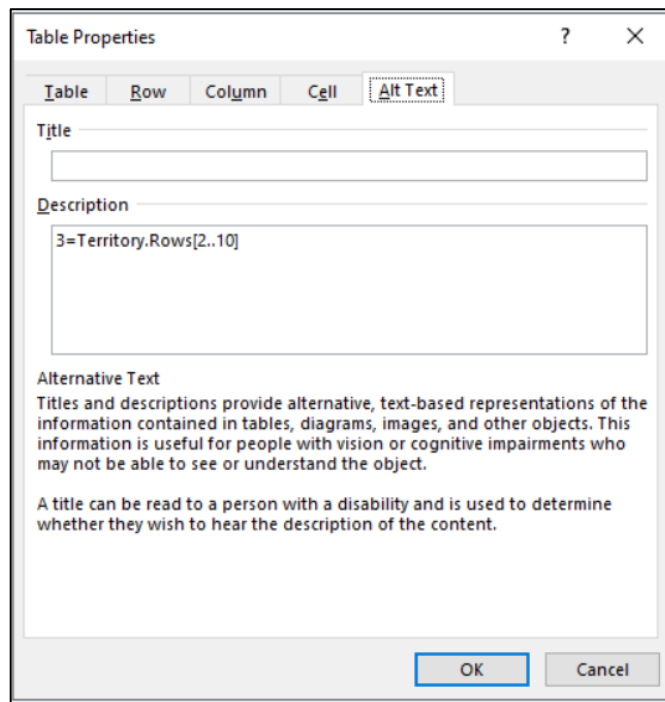 Table Properties ? ×
Table Row Column Cell Alt Text
Title
Description
3=Territory.Rows[2..10]
Alternative Text
Titles and descriptions provide alternative, text-based representations of the
information contained in tables, diagrams, images, and other objects. This
information is useful for people with vision or cognitive impairments who
may not be able to see or understand the object.
A title can be read to a person with a disability and is used to determine
whether they wish to hear the description of the content.
OK Cancel